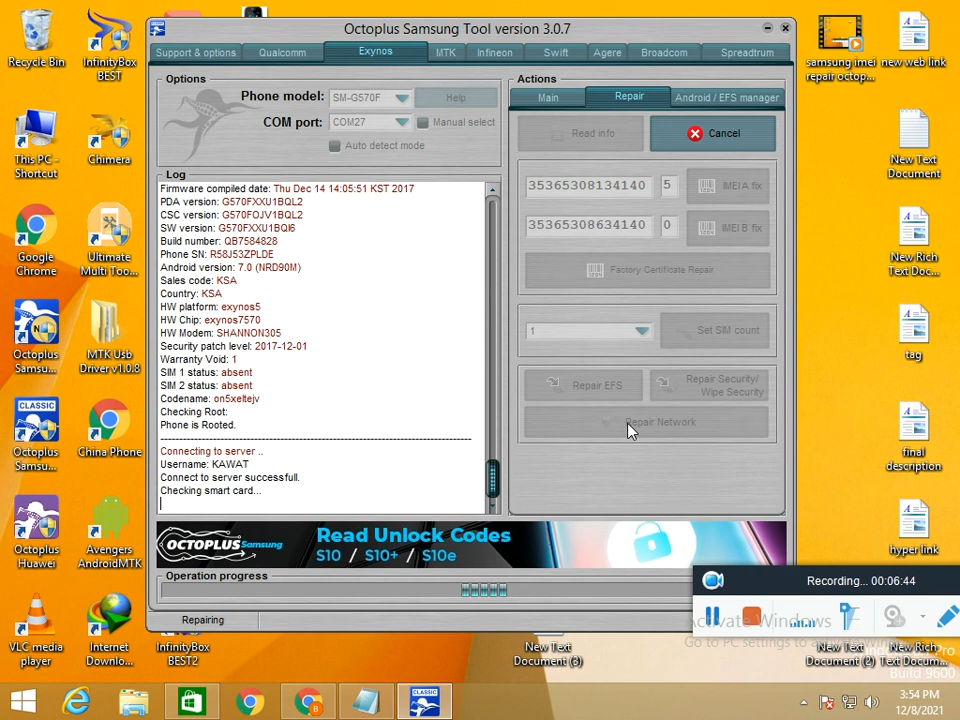 Octoplus Samsung Tool version 3.0.7
Support & options
Qualcomm
Exynos
MTK
Infineon
Swift
Agere
Broadcom
Spreadtrum
Options
Phone model:
SM-G570F
Help
COM port:
COM27
Manual select
Auto detect mode
Log
Firmware compiled date: Thu Dec 14 14:05:51 KST 2017
PDA version: G570FXXU1BQL2
CSC version: G570FOJV1BQL2
SW version: G570FXXU1BQI6
Build number: QB7584828
Phone SN: R58J53ZPLDE
Android version: 7.0 (NRD90M)
Sales code: KSA
Country: KSA
HW platform: exynos5
HW Chip: exynos7570
HW Modem: SHANNON305
Security patch level: 2017-12-01
Warranty Void: 1
SIM 1 status: absent
SIM 2 status: absent
Codename: on5xeltejv
Checking Root:
Phone is Rooted.
Connecting to server ..
Username: KAWAT
Connect to server successfull.
Checking smart card...
Actions
Main
Repair
Android / EFS manager
Read info
Cancel
35365308134140
5
IMEI A fix
35365308634140
0
IMEI B fix
Factory Certificate Repair
1
Set SIM count
Repair EFS
Repair Security/
Wipe Security
Repair Network
OCTOPLUS Samsung
Read Unlock Codes
S10 / S10+ / S10e
Operation progress
Repairing
Recycle Bin
InfinityBox
BEST
This PC -
Shortcut
Chimera
Google
Chrome
Ultimate
Multi Too...
Octoplus
Samsu...
MTK Usb
Driver v1.0.8
CLASSIC
Octoplus
Samsu...
China Phone
Octoplus
Huawei
Avengers
AndroidMTK
VLC media
player
Internet
Downlo...
InfinityBox
BEST2
samsung imei
repair octop...
new web link
New Text
Document
New Rich
Text Doc...
tag
final
description
hyper link
New Text
Document (3)
New Text
Document (2)
New Rich
Text Docum...
Recording... 00:06:44
Activate Windows
Go to PC settings to
Pro
Build 9600
CLASSIC
3:54 PM
12/8/2021